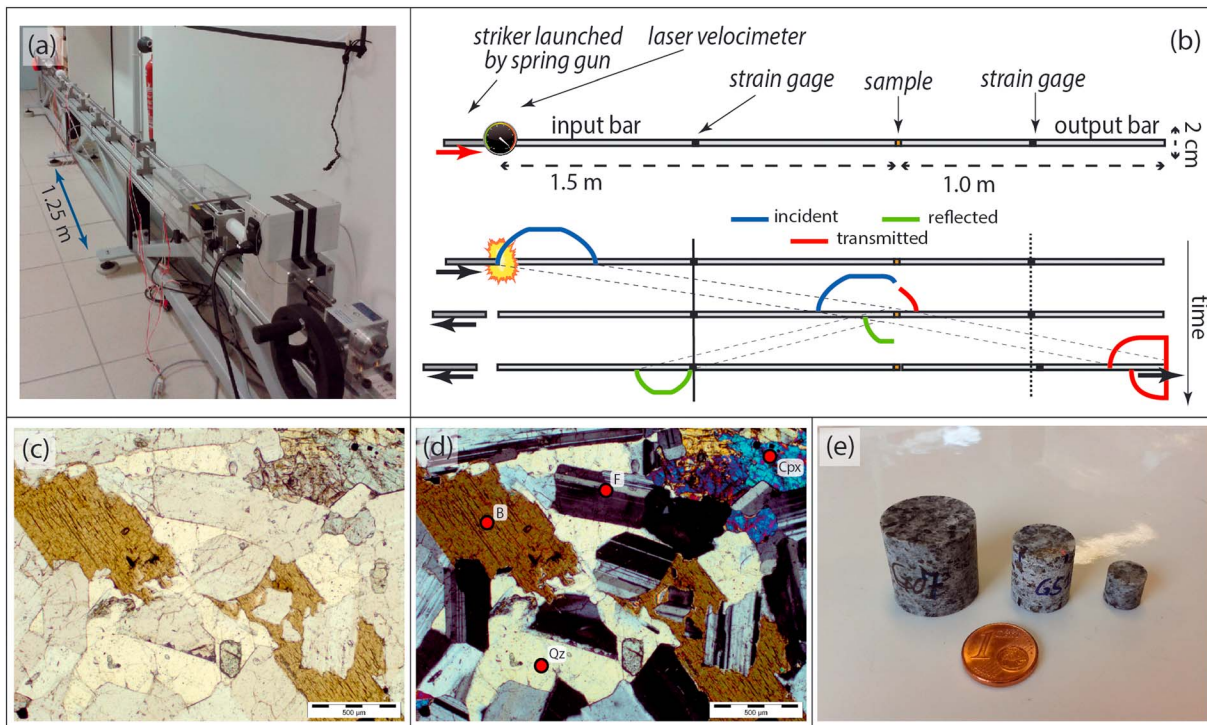 (a)
1.25 m
(b)
striker launched
by spring gun
laser velocimeter
strain gage
sample
strain gage
input bar
output bar
2 cm
1.5 m
1.0 m
incident
reflected
transmitted
time
(c)
500 µm
(d)
Cpx
F
B
Qz
500 µm
(e)
G5
1